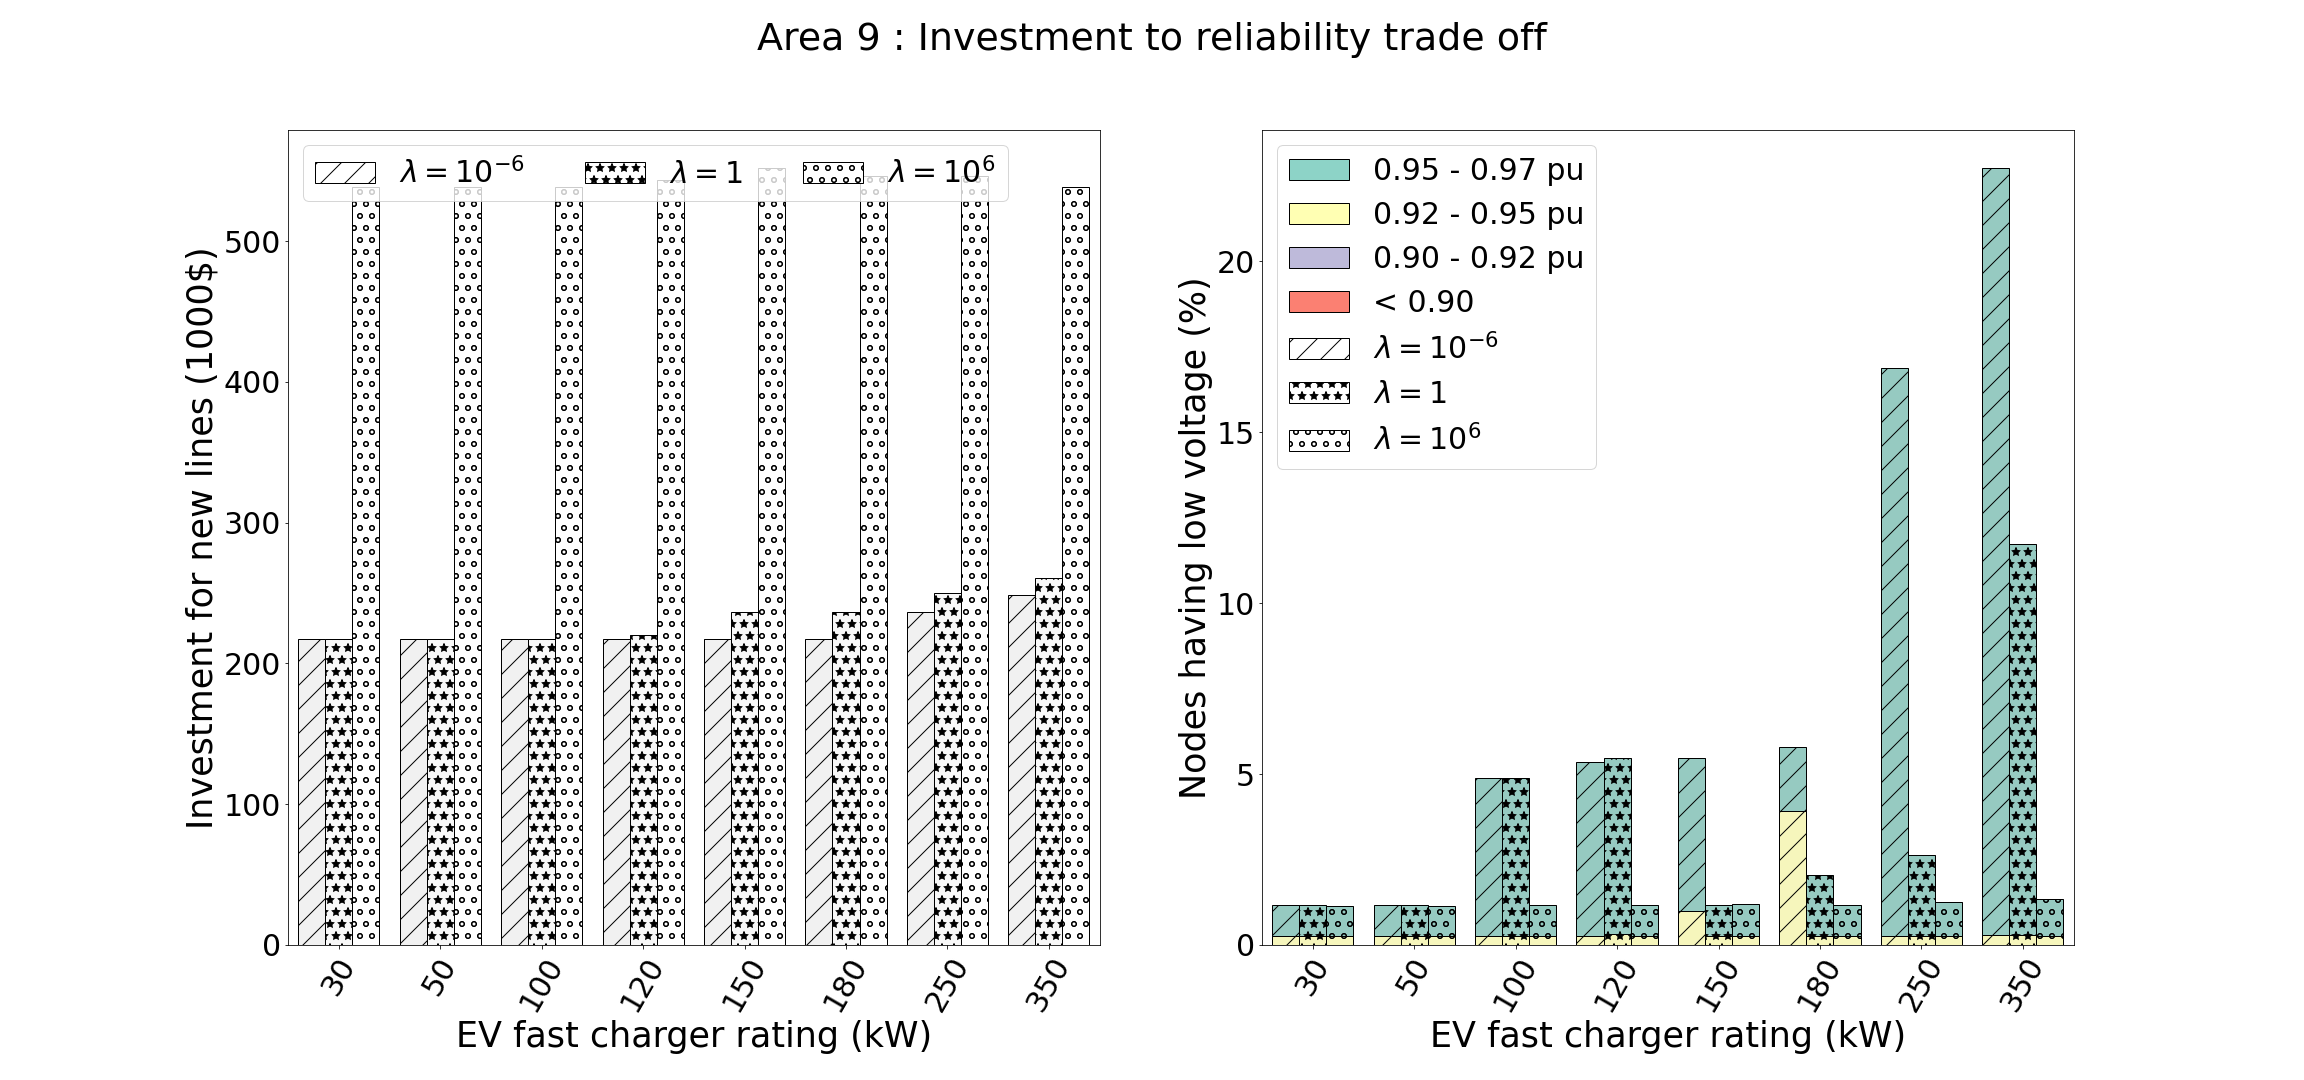 Area 9 : Investment to reliability trade off
λ = 10⁻⁶ λ = 1 λ = 10⁶
Investment for new lines (1000$)
500
400
300
200
100
0
30 50 100 120 150 180 250 350
EV fast charger rating (kW)
0.95 - 0.97 pu
0.92 - 0.95 pu
0.90 - 0.92 pu
< 0.90
λ = 10⁻⁶
λ = 1
λ = 10⁶
Nodes having low voltage (%)
20
15
10
5
0
30 50 100 120 150 180 250 350
EV fast charger rating (kW)